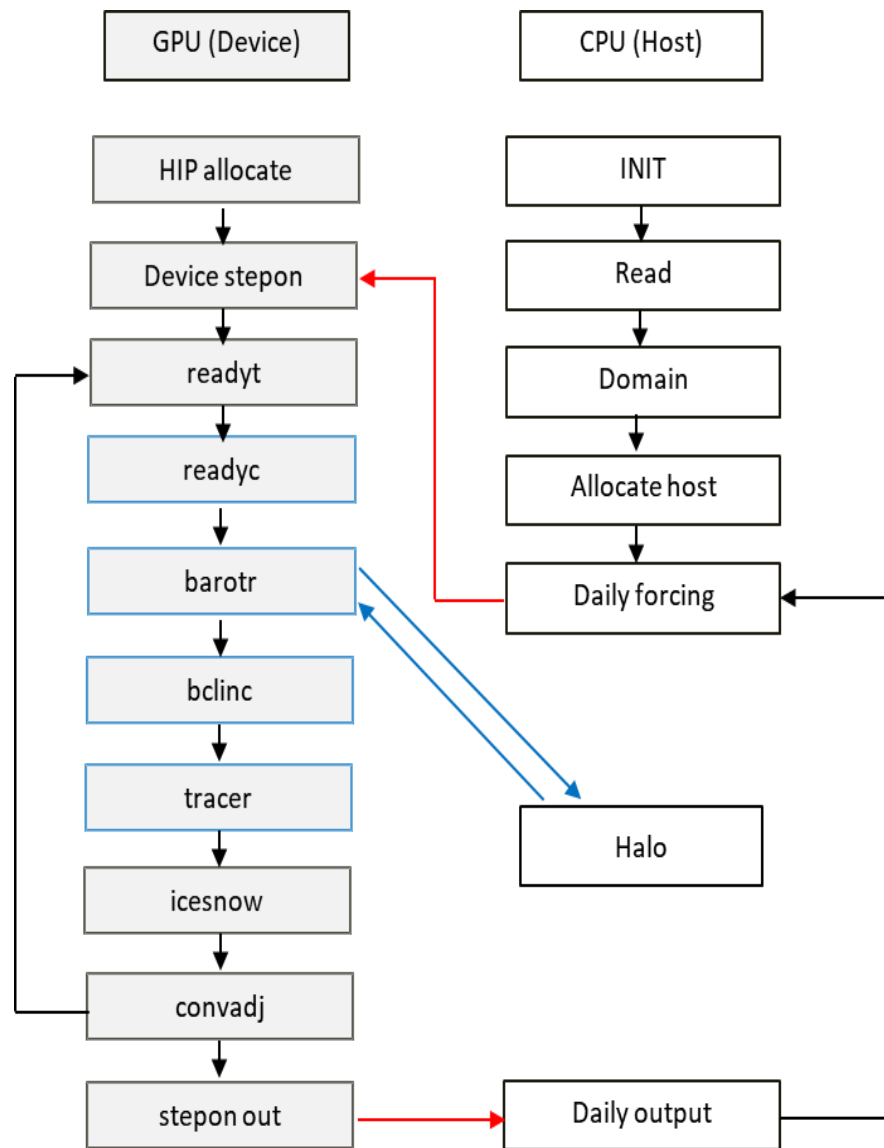 GPU (Device)
CPU (Host)
HIP allocate
INIT
Device stepon
Read
readyt
Domain
readyc
Allocate host
barotr
Daily forcing
bclinc
tracer
Halo
icesnow
convadj
stepon out
Daily output